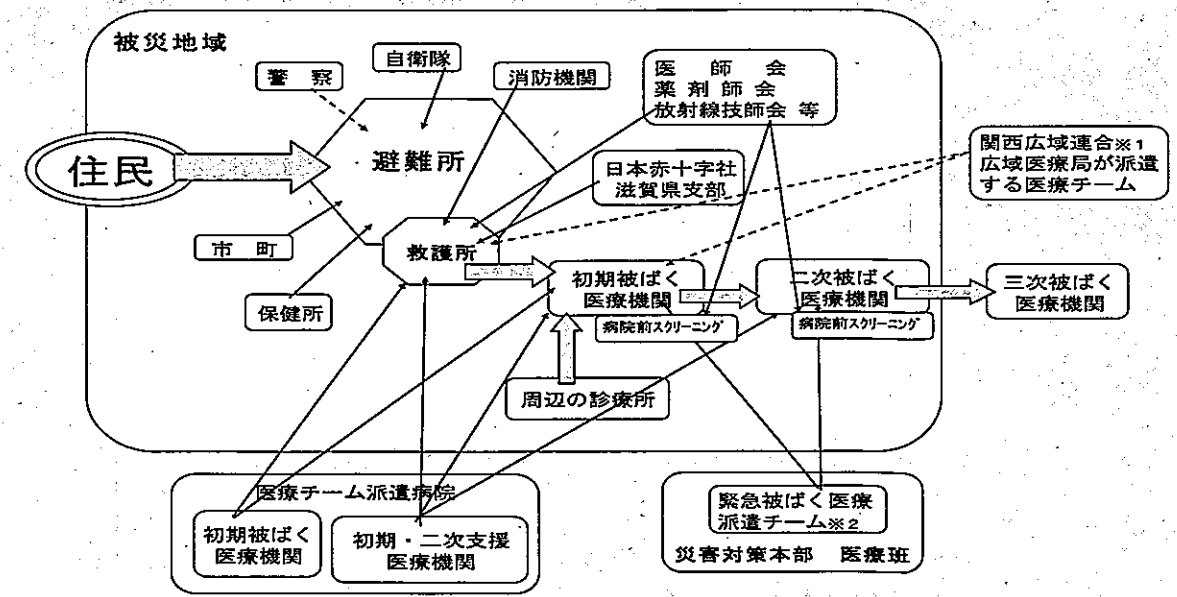 被災地域
警察
自衛隊
消防機関
医師会
薬剤師会
放射線技師会 等
住民
避難所
日本赤十字社
滋賀県支部
関西広域連合※1
広域医療局が派遣
する医療チーム
市町
救護所
保健所
初期被ばく
医療機関
病院前スクリーニング
二次被ばく
医療機関
病院前スクリーニング
三次被ばく
医療機関
周辺の診療所
医療チーム派遣病院
初期被ばく
医療機関
初期・二次支援
医療機関
緊急被ばく医療
派遣チーム※2
災害対策本部 医療班